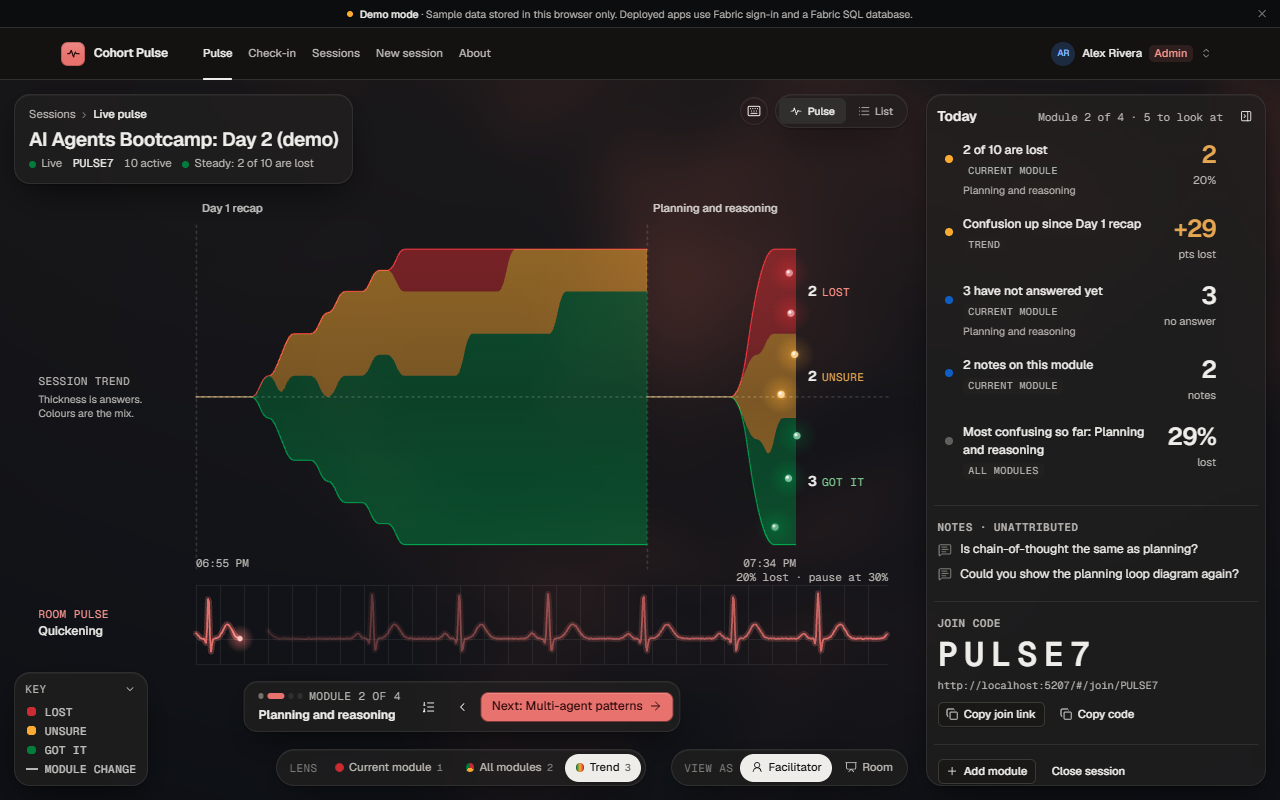 Demo mode · Sample data stored in this browser only. Deployed apps use Fabric sign-in and a Fabric SQL database.
Cohort Pulse
Pulse
Check-in
Sessions
New session
About
AR
Alex Rivera
Admin
Sessions
Live pulse
AI Agents Bootcamp: Day 2 (demo)
Live
PULSE7
10 active
Steady: 2 of 10 are lost
Pulse
List
Day 1 recap
Planning and reasoning
2 LOST
2 UNSURE
3 GOT IT
SESSION TREND
Thickness is answers.
Colours are the mix.
06:55 PM
07:34 PM
20% lost · pause at 30%
ROOM PULSE
Quickening
KEY
LOST
UNSURE
GOT IT
MODULE CHANGE
MODULE 2 OF 4
Planning and reasoning
Next: Multi-agent patterns
LENS
Current module 1
All modules 2
Trend 3
VIEW AS
Facilitator
Room
Today
Module 2 of 4 · 5 to look at
2 of 10 are lost
2
CURRENT MODULE
20%
Planning and reasoning
Confusion up since Day 1 recap
+29
TREND
pts lost
3 have not answered yet
3
CURRENT MODULE
no answer
Planning and reasoning
2 notes on this module
2
CURRENT MODULE
notes
Most confusing so far: Planning
and reasoning
29%
ALL MODULES
lost
NOTES · UNATTRIBUTED
Is chain-of-thought the same as planning?
Could you show the planning loop diagram again?
JOIN CODE
PULSE7
http://localhost:5207/#/join/PULSE7
Copy join link
Copy code
Add module
Close session